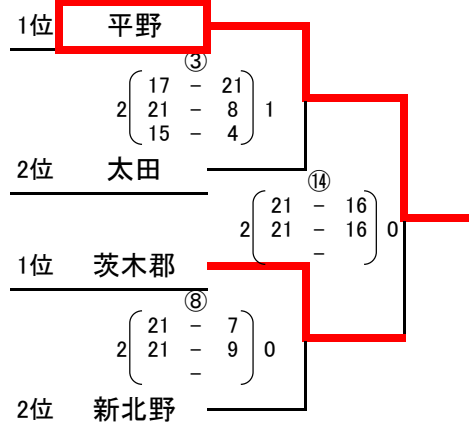 1位 平野
③
17 － 21
2 21 － 8 1
15 － 4
2位 太田
⑭
21 － 16
2 21 － 16 0
－
1位 茨木郡
⑧
21 － 7
2 21 － 9 0
－
2位 新北野